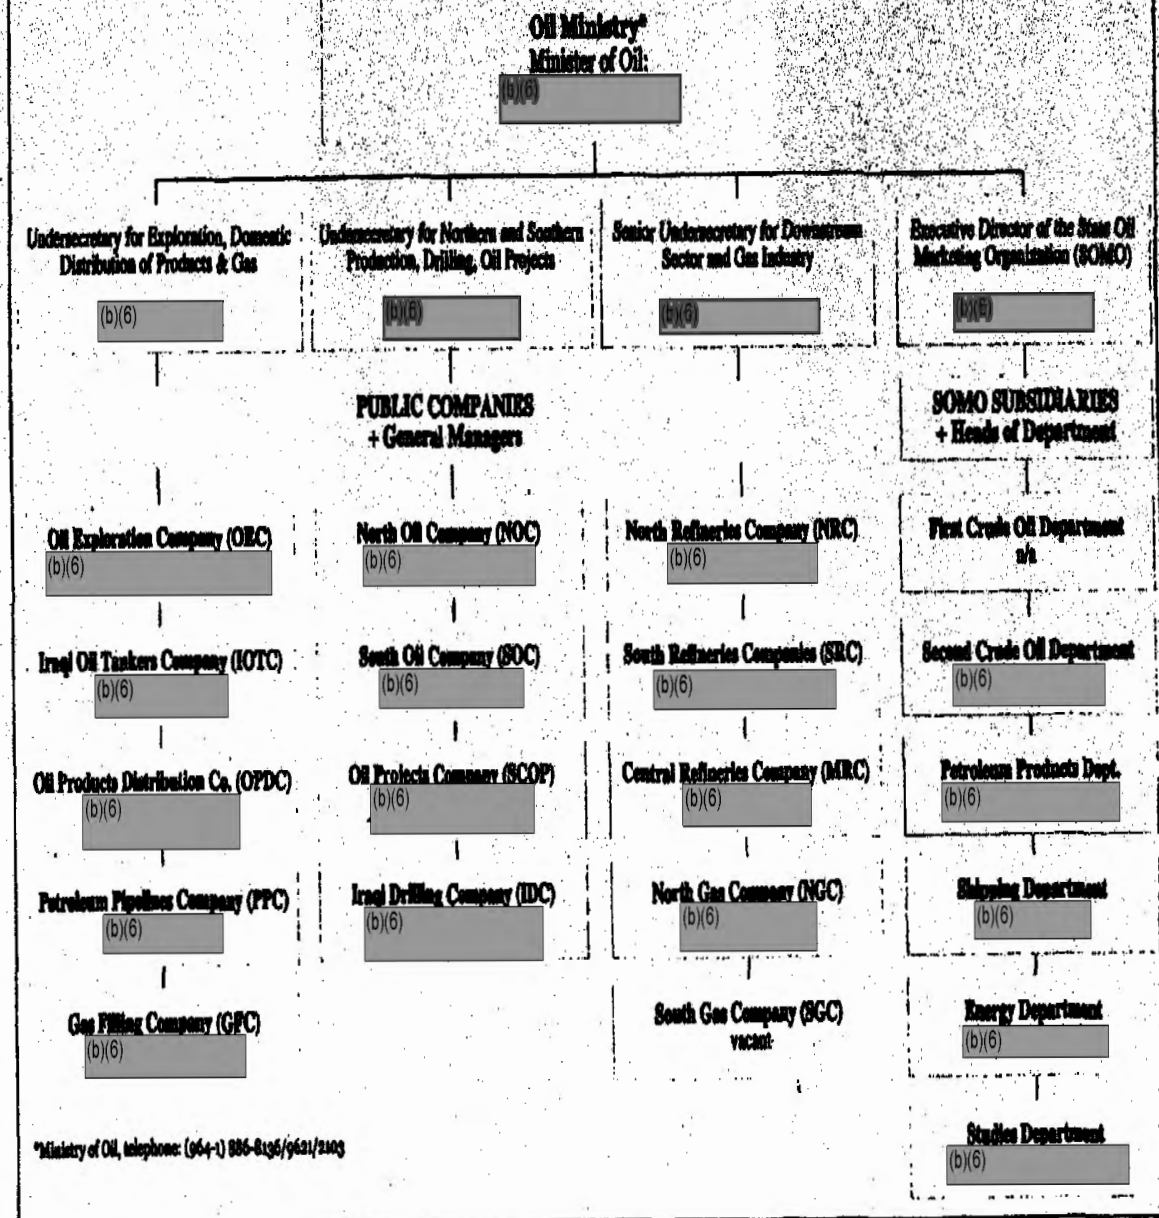 Oil Ministry*
Minister of Oil:
(b)(6)
Undersecretary for Exploration, Domestic
Distribution of Products & Gas
(b)(6)
Undersecretary for Northern and Southern
Production, Drilling, Oil Projects
(b)(6)
Senior Undersecretary for Downstream
Sector and Gas Industry
(b)(6)
Executive Director of the State Oil
Marketing Organization (SOMO)
(b)(6)
PUBLIC COMPANIES
+ General Managers
SOMO SUBSIDIARIES
+ Heads of Department
Oil Exploration Company (OEC)
(b)(6)
Iraqi Oil Tankers Company (IOTC)
(b)(6)
Oil Products Distribution Co. (OPDC)
(b)(6)
Petroleum Pipelines Company (PPC)
(b)(6)
Gas Filling Company (GFC)
(b)(6)
North Oil Company (NOC)
(b)(6)
South Oil Company (SOC)
(b)(6)
Oil Projects Company (SCOP)
(b)(6)
Iraqi Drilling Company (IDC)
(b)(6)
North Refineries Company (NRC)
(b)(6)
South Refineries Companies (SRC)
(b)(6)
Central Refineries Company (MRC)
(b)(6)
North Gas Company (NGC)
(b)(6)
South Gas Company (SGC)
vacant
First Crude Oil Department
n/a
Second Crude Oil Department
(b)(6)
Petroleum Products Dept.
(b)(6)
Shipping Department
(b)(6)
Energy Department
(b)(6)
Studies Department
(b)(6)
*Ministry of Oil, telephone: (964-1) 886-8136/9621/2103